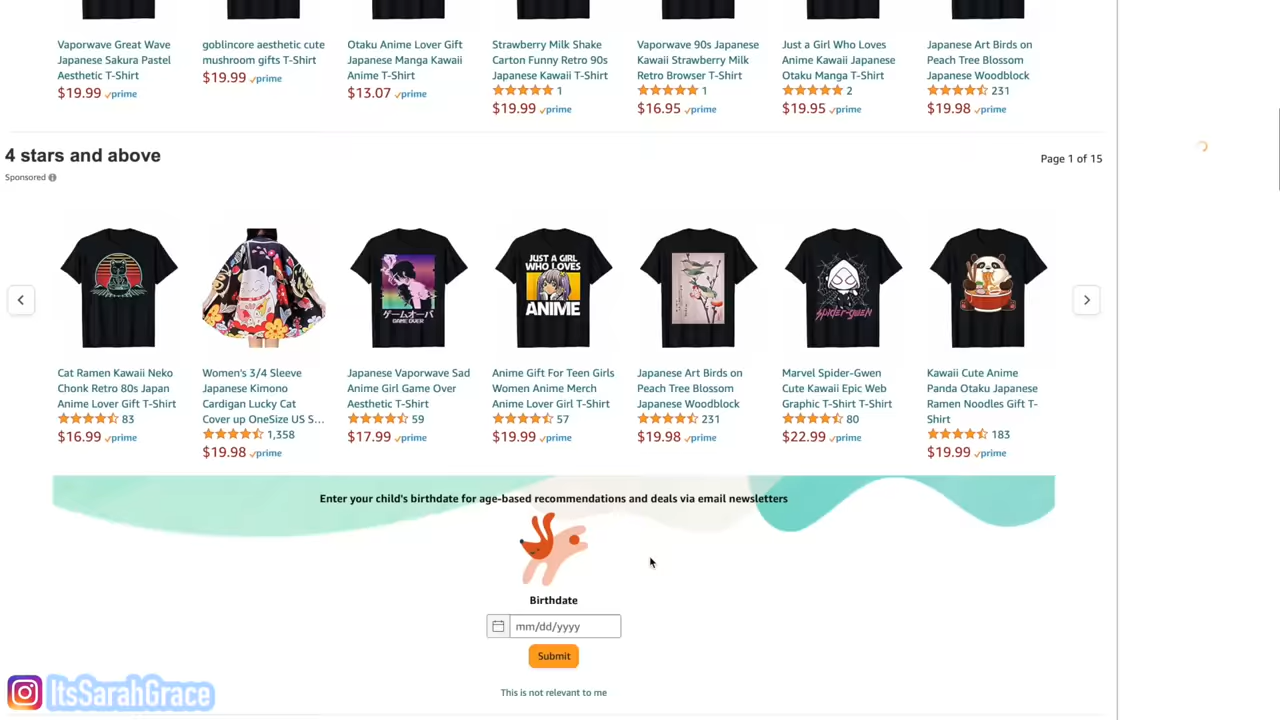 Vaporwave Great Wave
Japanese Sakura Pastel
Aesthetic T-Shirt
$19.99 prime
goblincore aesthetic cute
mushroom gifts T-Shirt
$19.99 prime
Otaku Anime Lover Gift
Japanese Manga Kawaii
Anime T-Shirt
$13.07 prime
Strawberry Milk Shake
Carton Funny Retro 90s
Japanese Kawaii T-Shirt
1
$19.99 prime
Vaporwave 90s Japanese
Kawaii Strawberry Milk
Retro Browser T-Shirt
1
$16.95 prime
Just a Girl Who Loves
Anime Kawaii Japanese
Otaku Manga T-Shirt
2
$19.95 prime
Japanese Art Birds on
Peach Tree Blossom
Japanese Woodblock
231
$19.98 prime
4 stars and above
Page 1 of 15
Sponsored
ゲームオーバ
GAME OVER
JUST A GIRL
WHO LOVES
ANIME
SPIDER-GWEN
Cat Ramen Kawaii Neko
Chonk Retro 80s Japan
Anime Lover Gift T-Shirt
83
$16.99 prime
Women's 3/4 Sleeve
Japanese Kimono
Cardigan Lucky Cat
Cover up OneSize US S...
1,358
$19.98 prime
Japanese Vaporwave Sad
Anime Girl Game Over
Aesthetic T-Shirt
59
$17.99 prime
Anime Gift For Teen Girls
Women Anime Merch
Anime Lover Girl T-Shirt
57
$19.99 prime
Japanese Art Birds on
Peach Tree Blossom
Japanese Woodblock
231
$19.98 prime
Marvel Spider-Gwen
Cute Kawaii Epic Web
Graphic T-Shirt T-Shirt
80
$22.99 prime
Kawaii Cute Anime
Panda Otaku Japanese
Ramen Noodles Gift T-
Shirt
183
$19.99 prime
Enter your child's birthdate for age-based recommendations and deals via email newsletters
Birthdate
mm/dd/yyyy
Submit
This is not relevant to me
ItsSarahGrace